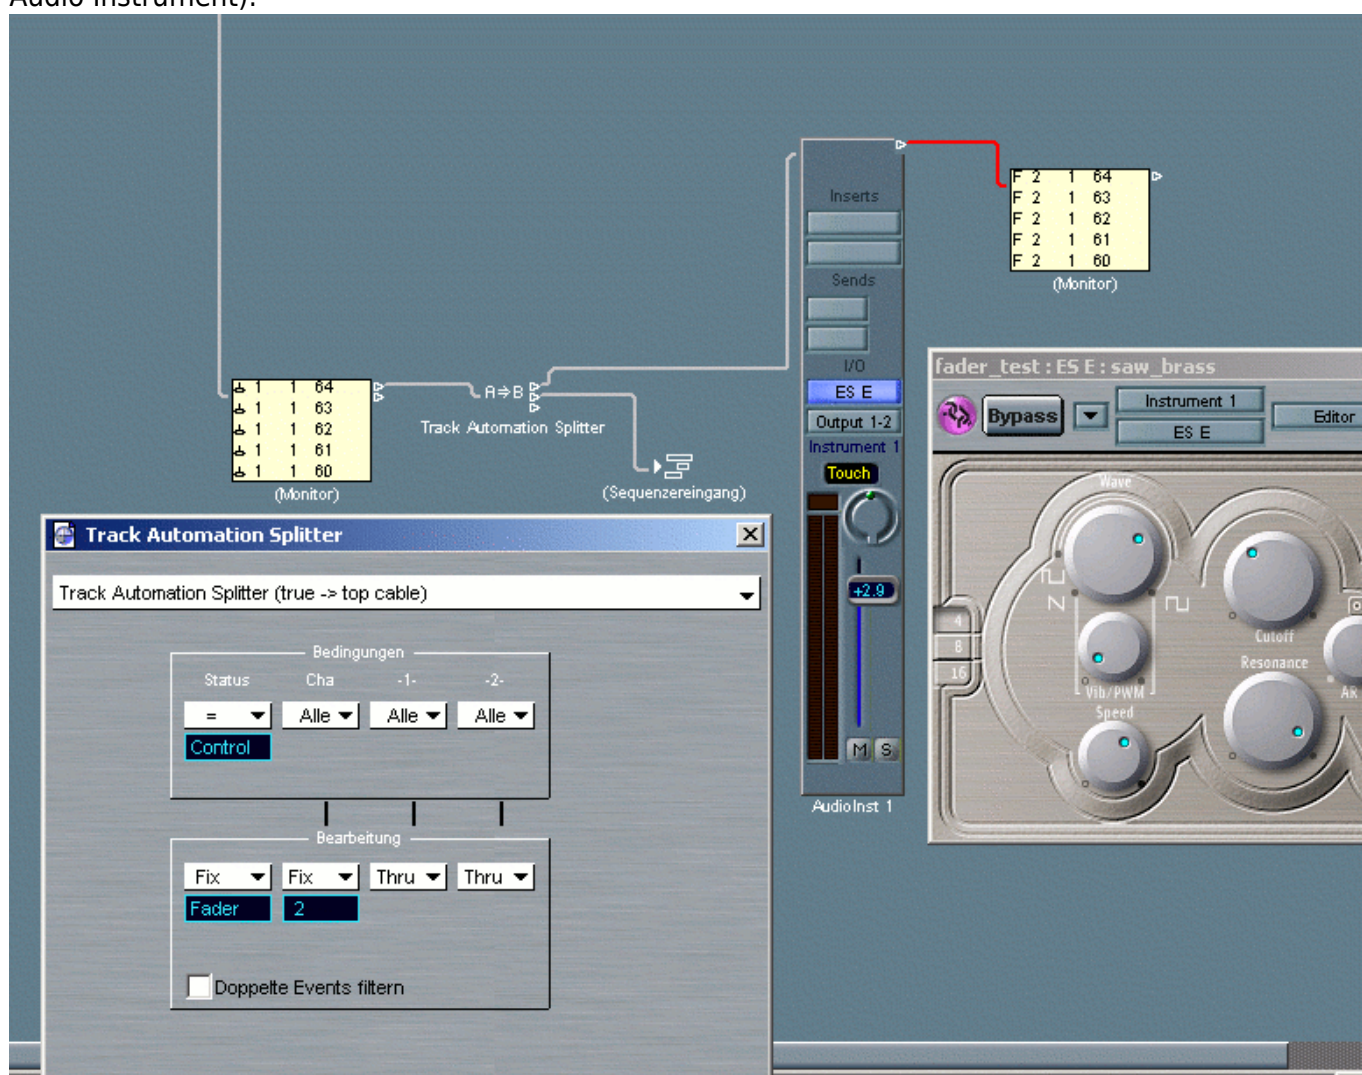 Audio Instrument).
F 2 1 64
F 2 1 63
F 2 1 62
F 2 1 61
F 2 1 60
(Monitor)
Inserts
Sends
I/O
ES E
Output 1-2
Instrument 1
Touch
+2.9
M S
AudioInst 1
1 1 64
1 1 63
1 1 62
1 1 61
1 1 60
(Monitor)
A⇒B
Track Automation Splitter
(Sequenzereingang)
fader_test : ES E : saw_brass
Bypass
Instrument 1
ES E
Editor
Wave
4
8
16
Vib/PWM
Speed
Cutoff
Resonance
AR
Track Automation Splitter
Track Automation Splitter (true -> top cable)
Bedingungen
Status Cha -1- -2-
= Alle Alle Alle
Control
Bearbeitung
Fix Fix Thru Thru
Fader 2
Doppelte Events filtern